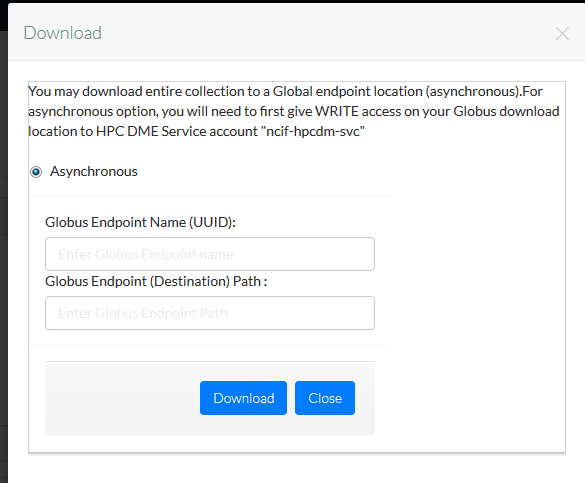 Download
You may download entire collection to a Global endpoint location (asynchronous).For
asynchronous option, you will need to first give WRITE access on your Globus download
location to HPC DME Service account "ncif-hpcdm-svc"
Asynchronous
Globus Endpoint Name (UUID):
Enter Globus Endpoint name
Globus Endpoint (Destination) Path :
Enter Globus Endpoint Path
Download Close